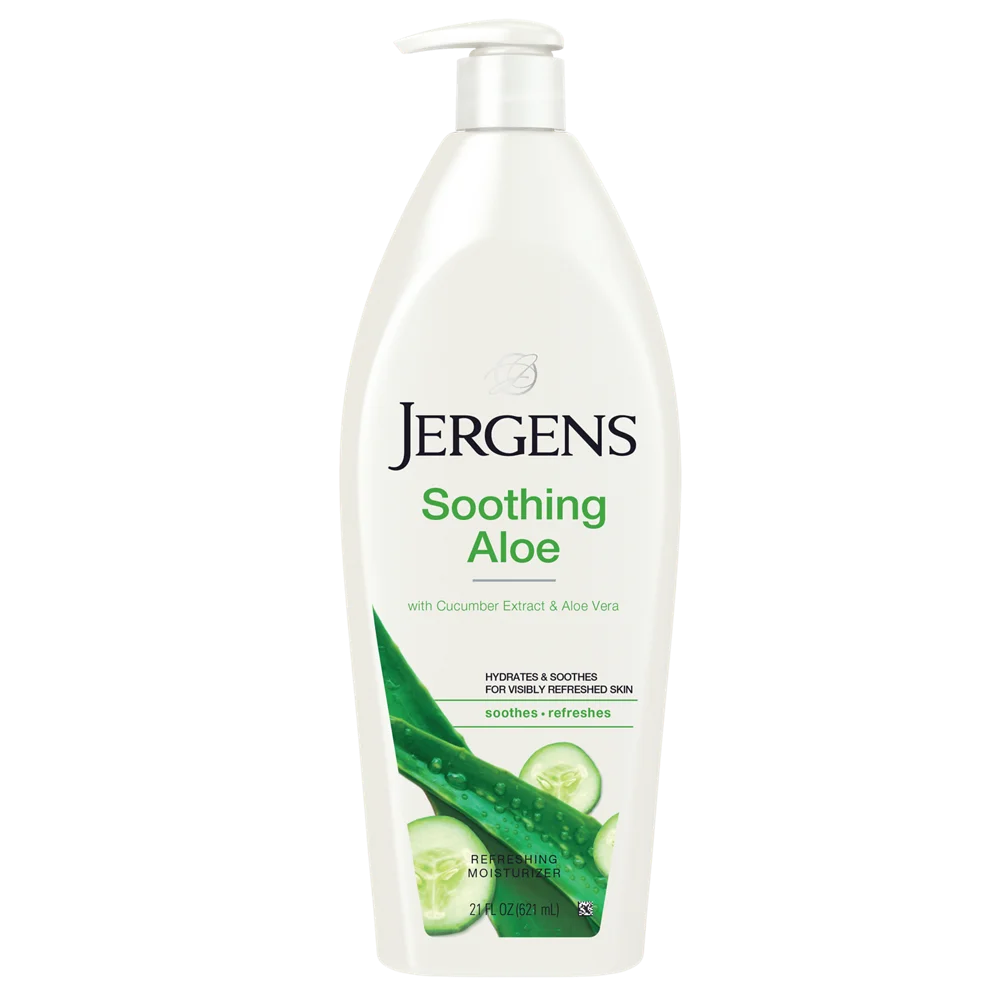 JERGENS
Soothing
Aloe
with Cucumber Extract & Aloe Vera
HYDRATES & SOOTHES
FOR VISIBLY REFRESHED SKIN
soothes • refreshes
REFRESHING
MOISTURIZER
21 FL OZ (621 mL)